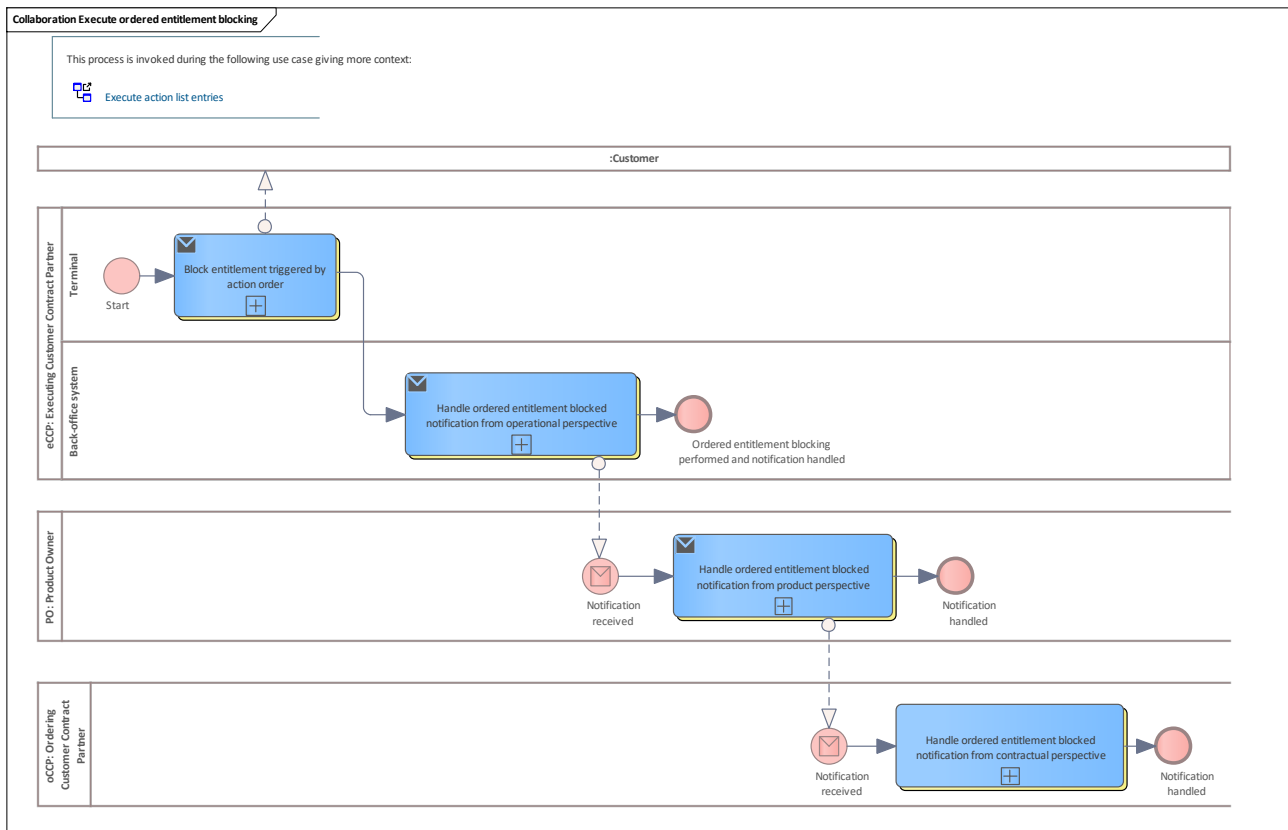 Collaboration Execute ordered entitlement blocking
This process is invoked during the following use case giving more context:
Execute action list entries
:Customer
eCCP: Executing Customer Contract Partner
Terminal
Start
Block entitlement triggered by
action order
Back-office system
Handle ordered entitlement blocked
notification from operational perspective
Ordered entitlement blocking
performed and notification handled
PO: Product Owner
Notification
received
Handle ordered entitlement blocked
notification from product perspective
Notification
handled
oCCP: Ordering
Customer Contract
Partner
Notification
received
Handle ordered entitlement blocked
notification from contractual perspective
Notification
handled